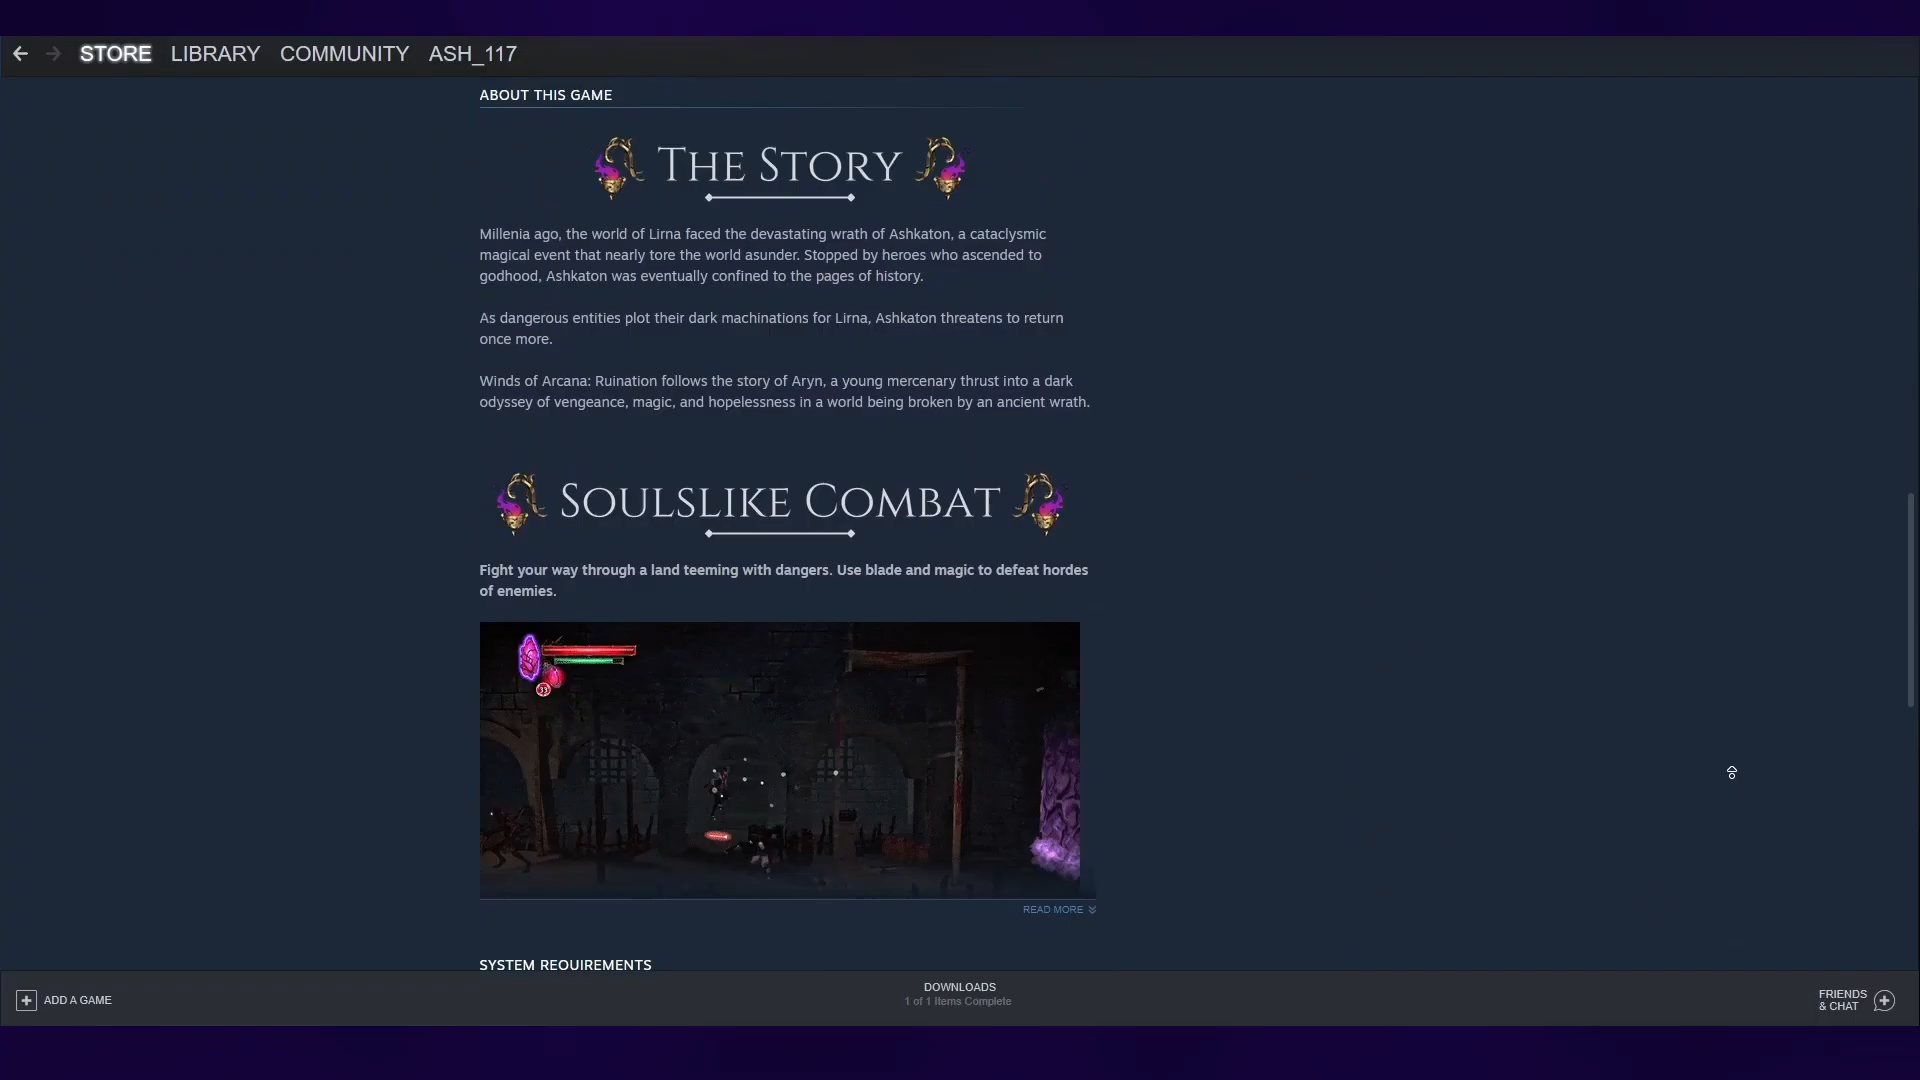 STORE LIBRARY COMMUNITY ASH_117
ABOUT THIS GAME
The Story
Millenia ago, the world of Lirna faced the devastating wrath of Ashkaton, a cataclysmic
magical event that nearly tore the world asunder. Stopped by heroes who ascended to
godhood, Ashkaton was eventually confined to the pages of history.
As dangerous entities plot their dark machinations for Lirna, Ashkaton threatens to return
once more.
Winds of Arcana: Ruination follows the story of Aryn, a young mercenary thrust into a dark
odyssey of vengeance, magic, and hopelessness in a world being broken by an ancient wrath.
Soulslike Combat
Fight your way through a land teeming with dangers. Use blade and magic to defeat hordes
of enemies.
33
READ MORE
SYSTEM REQUIREMENTS
ADD A GAME
DOWNLOADS
1 of 1 Items Complete
FRIENDS
& CHAT